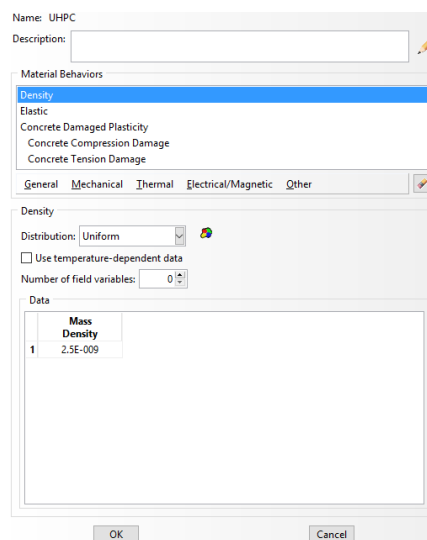 Name: UHPC
Description:
Material Behaviors
Density
Elastic
Concrete Damaged Plasticity
Concrete Compression Damage
Concrete Tension Damage
General Mechanical Thermal Electrical/Magnetic Other
Density
Distribution: Uniform
Use temperature-dependent data
Number of field variables: 0
Data
Mass
Density
1 2.5E-009
OK Cancel